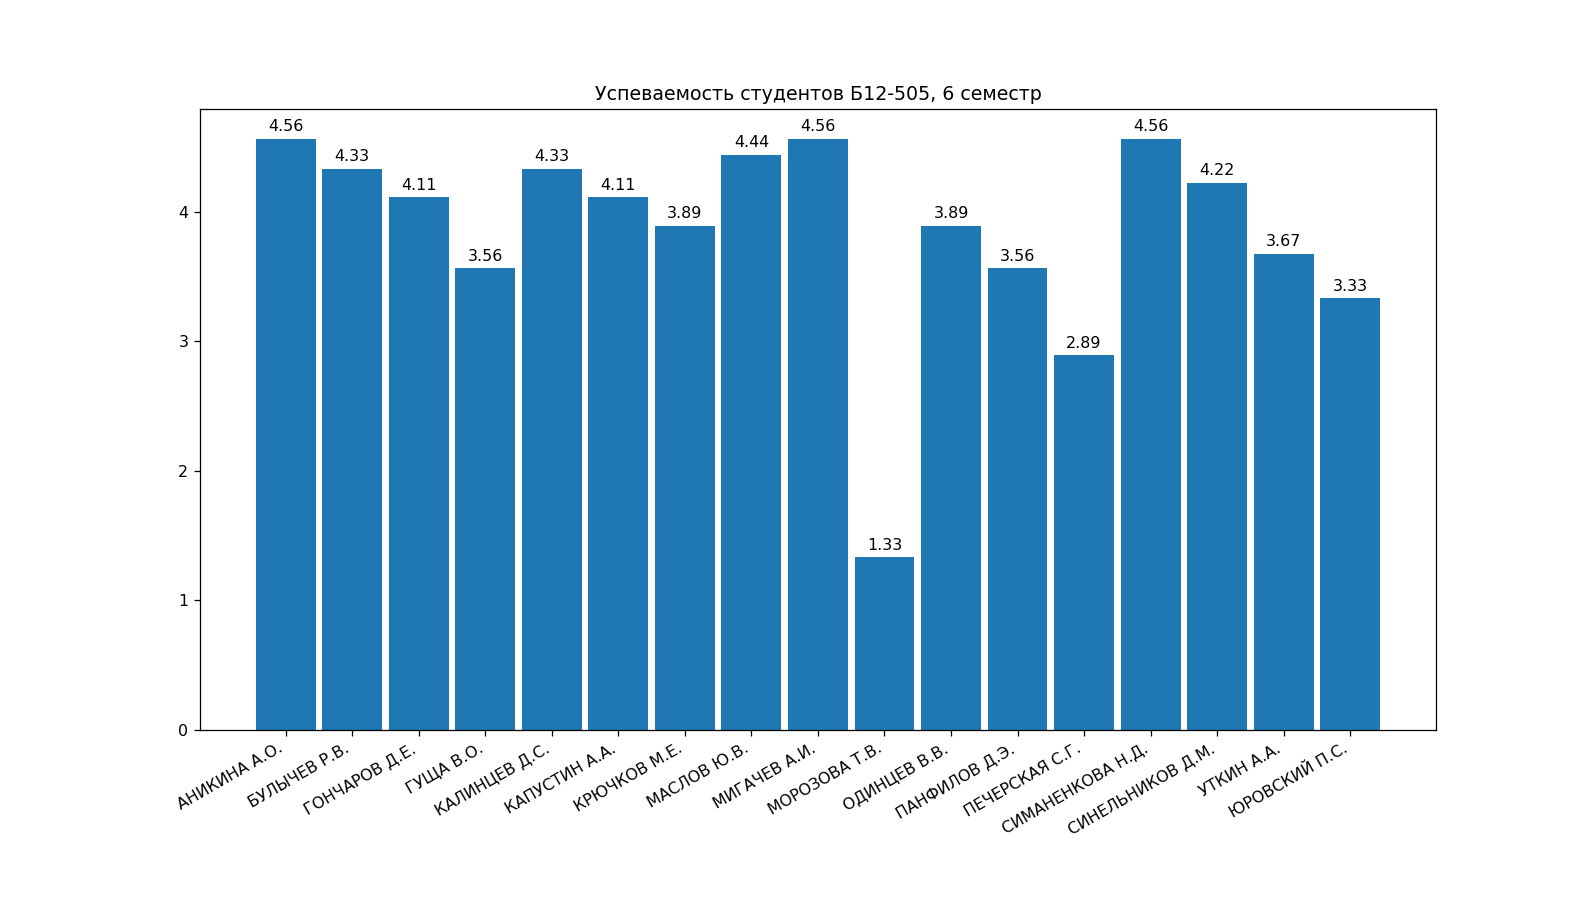 Успеваемость студентов Б12-505, 6 семестр
4.56
4.33
4.11
3.56
4.33
4.11
3.89
4.44
4.56
1.33
3.89
3.56
2.89
4.56
4.22
3.67
3.33
4
3
2
1
0
АНИКИНА А.О.
БУЛЫЧЕВ Р.В.
ГОНЧАРОВ Д.Е.
ГУЩА В.О.
КАЛИНЦЕВ Д.С.
КАПУСТИН А.А.
КРЮЧКОВ М.Е.
МАСЛОВ Ю.В.
МИГАЧЕВ А.И.
МОРОЗОВА Т.В.
ОДИНЦЕВ В.В.
ПАНФИЛОВ Д.Э.
ПЕЧЕРСКАЯ С.Г.
СИМАНЕНКОВА Н.Д.
СИНЕЛЬНИКОВ Д.М.
УТКИН А.А.
ЮРОВСКИЙ П.С.